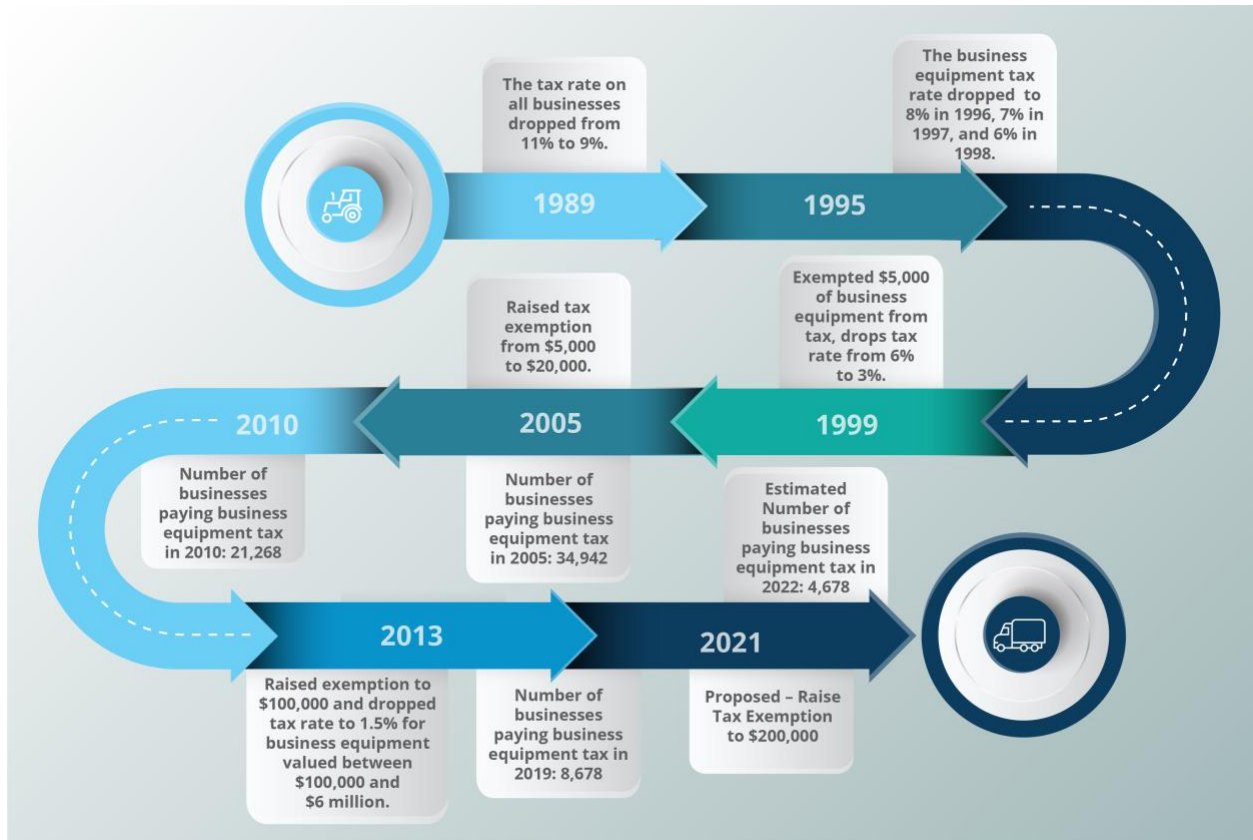 The tax rate on
all businesses
dropped from
11% to 9%.
1989
The business
equipment tax
rate dropped to
8% in 1996, 7% in
1997, and 6% in
1998.
1995
Exempted $5,000
of business
equipment from
tax, drops tax
rate from 6%
to 3%.
1999
Raised tax
exemption
from $5,000
to $20,000.
2005
Number of
businesses
paying business
equipment tax
in 2005: 34,942
2010
Number of
businesses
paying business
equipment tax
in 2010: 21,268
2013
Raised exemption to
$100,000 and dropped
tax rate to 1.5% for
business equipment
valued between
$100,000 and
$6 million.
Number of
businesses
paying business
equipment tax in
2019: 8,678
Estimated
Number of
businesses
paying business
equipment tax in
2022: 4,678
2021
Proposed – Raise
Tax Exemption
to $200,000